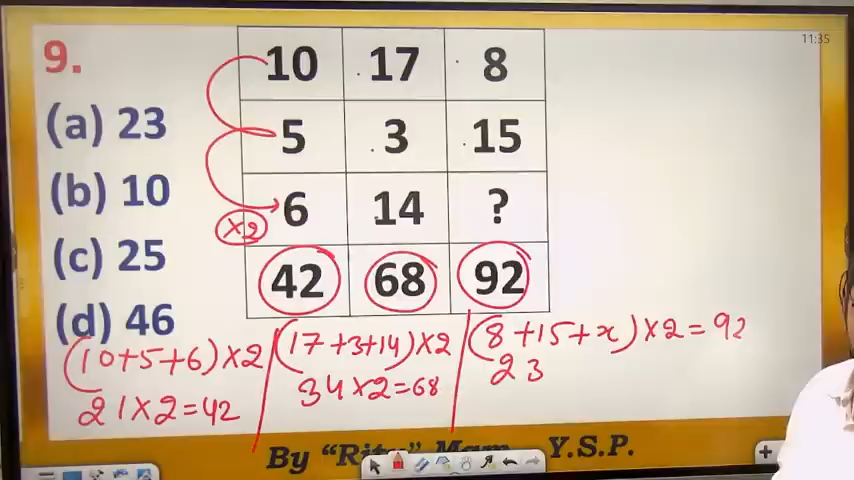 11:35
9.
(a) 23
(b) 10
(c) 25
(d) 46
10 17 8
5 3 15
6 14 ?
×2
42 68 92
(10+5+6)×2 (17+3+14)×2 (8+15+x)×2=92
21×2=42 34×2=68 23
By "Ritu" Mam Y.S.P.